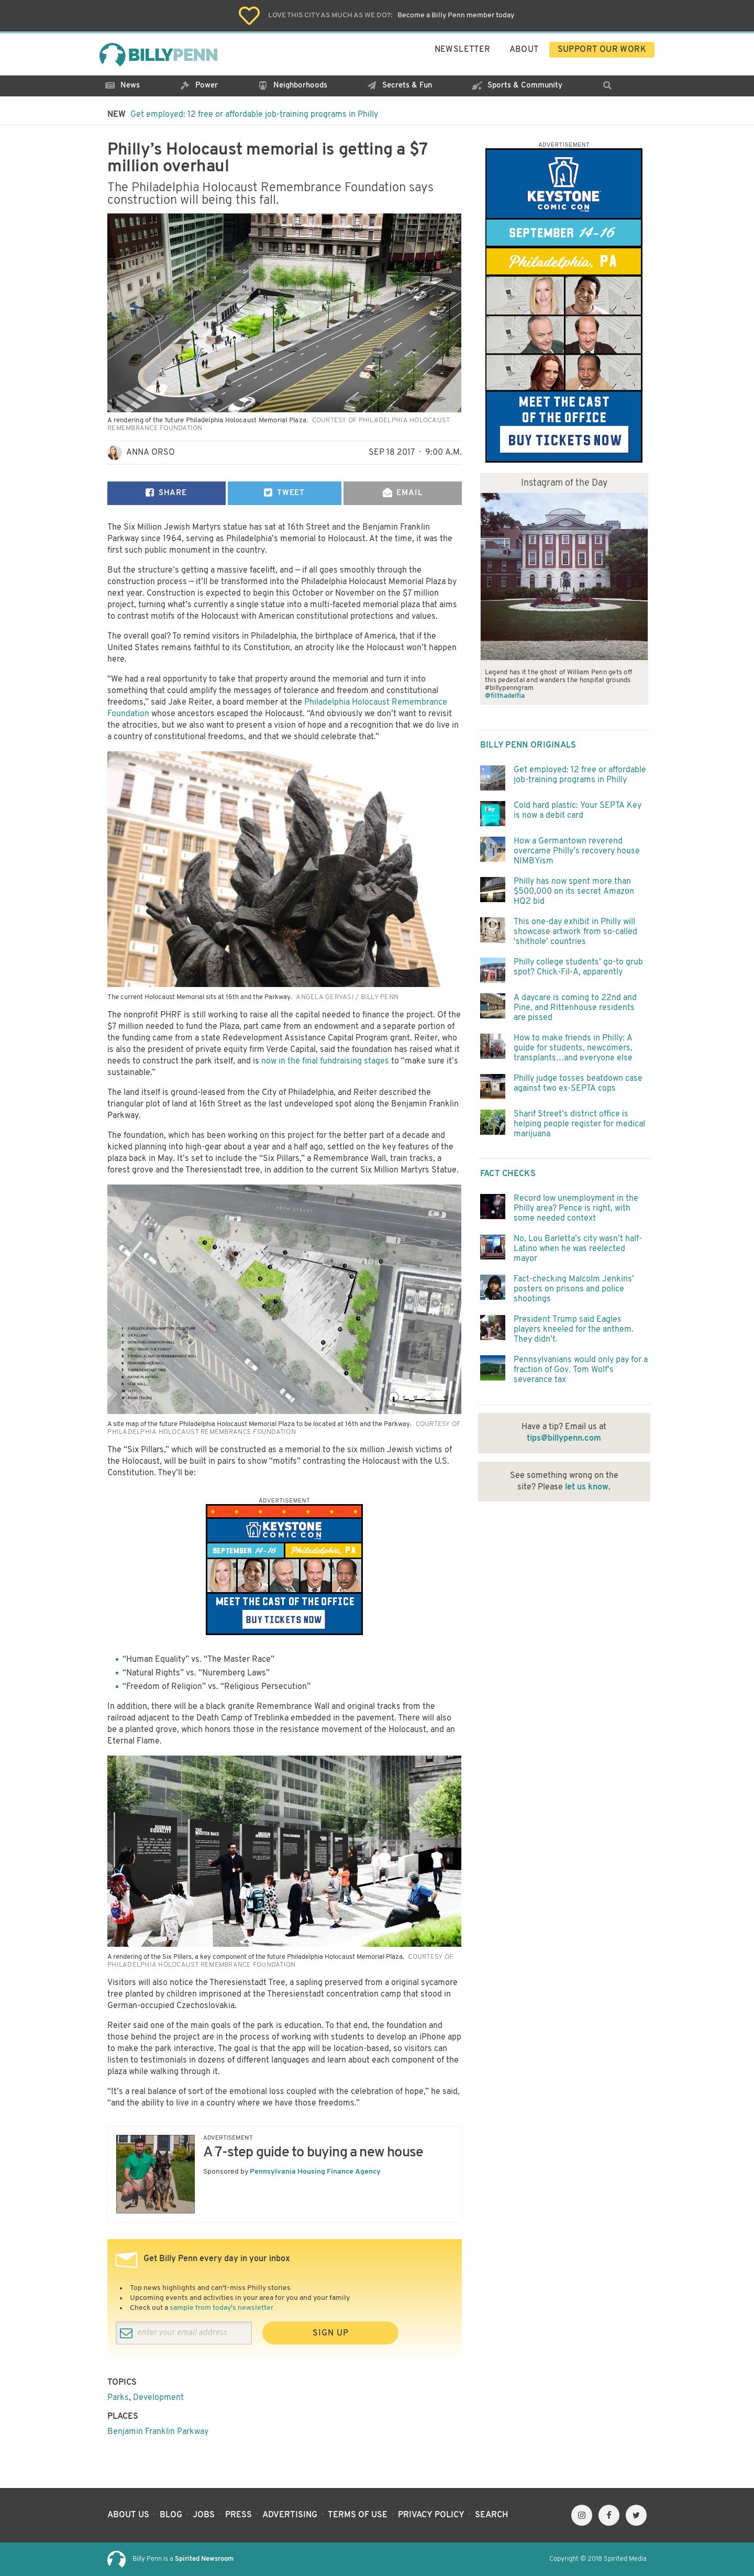 LOVE THIS CITY AS MUCH AS WE DO?: Become a Billy Penn member today
BILLYPENN
NEWSLETTER ABOUT SUPPORT OUR WORK
News Power Neighborhoods Secrets & Fun Sports & Community
NEW Get employed: 12 free or affordable job-training programs in Philly
Philly’s Holocaust memorial is getting a $7
million overhaul
The Philadelphia Holocaust Remembrance Foundation says
construction will being this fall.
A rendering of the future Philadelphia Holocaust Memorial Plaza. COURTESY OF PHILADELPHIA HOLOCAUST
REMEMBRANCE FOUNDATION
ANNA ORSO SEP 18 2017 · 9:00 A.M.
SHARE TWEET EMAIL
The Six Million Jewish Martyrs statue has sat at 16th Street and the Benjamin Franklin
Parkway since 1964, serving as Philadelphia’s memorial to Holocaust. At the time, it was the
first such public monument in the country.
But the structure’s getting a massive facelift, and — if all goes smoothly through the
construction process — it’ll be transformed into the Philadelphia Holocaust Memorial Plaza by
next year. Construction is expected to begin this October or November on the $7 million
project, turning what’s currently a single statue into a multi-faceted memorial plaza that aims
to contrast motifs of the Holocaust with American constitutional protections and values.
The overall goal? To remind visitors in Philadelphia, the birthplace of America, that if the
United States remains faithful to its Constitution, an atrocity like the Holocaust won’t happen
here.
“We had a real opportunity to take that property around the memorial and turn it into
something that could amplify the messages of tolerance and freedom and constitutional
freedoms,” said Jake Reiter, a board member at the Philadelphia Holocaust Remembrance
Foundation whose ancestors escaped the Holocaust. “And obviously we don’t want to revisit
the atrocities, but we also want to present a vision of hope and a recognition that we do live in
a country of constitutional freedoms, and that we should celebrate that.”
The current Holocaust Memorial sits at 16th and the Parkway. ANGELA GERVASI / BILLY PENN
The nonprofit PHRF is still working to raise all the capital needed to finance the project. Of the
$7 million needed to fund the Plaza, part came from an endowment and a separate portion of
the funding came from a state Redevelopment Assistance Capital Program grant. Reiter, who
is also the president of private equity firm Verde Capital, said the foundation has raised what it
needs to construct the park itself, and is now in the final fundraising stages to “make sure it’s
sustainable.”
The land itself is ground-leased from the City of Philadelphia, and Reiter described the
triangular plot of land at 16th Street as the last undeveloped spot along the Benjamin Franklin
Parkway.
The foundation, which has been working on this project for the better part of a decade and
kicked planning into high-gear about a year and a half ago, settled on the key features of the
plaza back in May. It’s set to include the “Six Pillars,” a Remembrance Wall, train tracks, a
forest grove and the Theresienstadt tree, in addition to the current Six Million Martyrs Statue.
ARCH STREET
A site map of the future Philadelphia Holocaust Memorial Plaza to be located at 16th and the Parkway. COURTESY OF
PHILADELPHIA HOLOCAUST REMEMBRANCE FOUNDATION
The “Six Pillars,” which will be constructed as a memorial to the six million Jewish victims of
the Holocaust, will be built in pairs to show “motifs” contrasting the Holocaust with the U.S.
Constitution. They’ll be:
ADVERTISEMENT
KEYSTONE
COMIC CON
SEPTEMBER 14-16 Philadelphia, PA
MEET THE CAST OF THE OFFICE
BUY TICKETS NOW
“Human Equality” vs. “The Master Race”
“Natural Rights” vs. “Nuremberg Laws”
“Freedom of Religion” vs. “Religious Persecution”
In addition, there will be a black granite Remembrance Wall and original tracks from the
railroad adjacent to the Death Camp of Treblinka embedded in the pavement. There will also
be a planted grove, which honors those in the resistance movement of the Holocaust, and an
Eternal Flame.
HUMAN
EQUALITY
A rendering of the Six Pillars, a key component of the future Philadelphia Holocaust Memorial Plaza. COURTESY OF
PHILADELPHIA HOLOCAUST REMEMBRANCE FOUNDATION
Visitors will also notice the Theresienstadt Tree, a sapling preserved from a original sycamore
tree planted by children imprisoned at the Theresienstadt concentration camp that stood in
German-occupied Czechoslovakia.
Reiter said one of the main goals of the park is education. To that end, the foundation and
those behind the project are in the process of working with students to develop an iPhone app
to make the park interactive. The goal is that the app will be location-based, so visitors can
listen to testimonials in dozens of different languages and learn about each component of the
plaza while walking through it.
“It’s a real balance of sort of the emotional loss coupled with the celebration of hope,” he said,
“and the ability to live in a country where we have those freedoms.”
ADVERTISEMENT
A 7-step guide to buying a new house
Sponsored by Pennsylvania Housing Finance Agency
Get Billy Penn every day in your inbox
Top news highlights and can't-miss Philly stories
Upcoming events and activities in your area for you and your family
Check out a sample from today's newsletter
enter your email address SIGN UP
TOPICS
Parks, Development
PLACES
Benjamin Franklin Parkway
ADVERTISEMENT
KEYSTONE
COMIC CON
SEPTEMBER 14-16
Philadelphia, PA
MEET THE CAST
OF THE OFFICE
BUY TICKETS NOW
Instagram of the Day
Legend has it the ghost of William Penn gets off
this pedestal and wanders the hospital grounds
#billypenngram
@filthadelfia
BILLY PENN ORIGINALS
Get employed: 12 free or affordable
job-training programs in Philly
Cold hard plastic: Your SEPTA Key
is now a debit card
How a Germantown reverend
overcame Philly’s recovery house
NIMBYism
Philly has now spent more than
$500,000 on its secret Amazon
HQ2 bid
This one-day exhibit in Philly will
showcase artwork from so-called
‘shithole’ countries
Philly college students’ go-to grub
spot? Chick-Fil-A, apparently
A daycare is coming to 22nd and
Pine, and Rittenhouse residents
are pissed
How to make friends in Philly: A
guide for students, newcomers,
transplants…and everyone else
Philly judge tosses beatdown case
against two ex-SEPTA cops
Sharif Street’s district office is
helping people register for medical
marijuana
FACT CHECKS
Record low unemployment in the
Philly area? Pence is right, with
some needed context
No, Lou Barletta’s city wasn’t half-
Latino when he was reelected
mayor
Fact-checking Malcolm Jenkins’
posters on prisons and police
shootings
President Trump said Eagles
players kneeled for the anthem.
They didn’t.
Pennsylvanians would only pay for a
fraction of Gov. Tom Wolf’s
severance tax
Have a tip? Email us at
tips@billypenn.com
See something wrong on the
site? Please let us know.
ABOUT US · BLOG · JOBS · PRESS · ADVERTISING · TERMS OF USE · PRIVACY POLICY · SEARCH
Billy Penn is a Spirited Newsroom
Copyright © 2018 Spirited Media